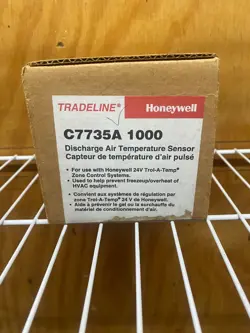 TRADELINE®
Honeywell
C7735A 1000
Discharge Air Temperature Sensor
Capteur de température d'air pulsé
• For use with Honeywell 24V Trol-A-Temp®
Zone Control Systems.
• Used to help prevent freezeup/overheat of
HVAC equipment.
• Convient aux systèmes de régulation par
zone Trol-A-Temp® 24 V de Honeywell.
• Aide à prévenir le gel ou la surchauffe du
matériel de conditionnement d'air.